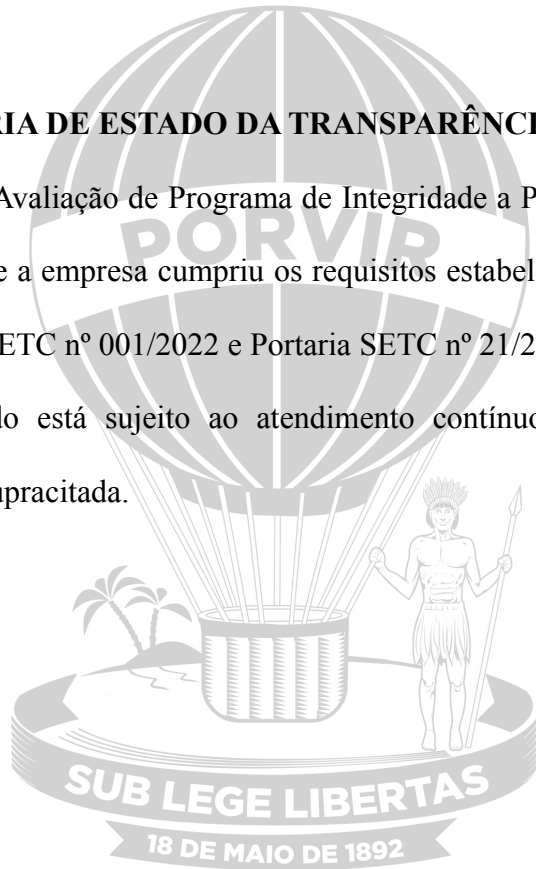 RIA DE ESTADO DA TRANSPARÊNCI
Avaliação de Programa de Integridade a P
PORVIR
e a empresa cumpriu os requisitos estabel
ETC nº 001/2022 e Portaria SETC nº 21/2
lo está sujeito ao atendimento contínuo
upracitada.
SUB LEGE LIBERTAS
18 DE MAIO DE 1892